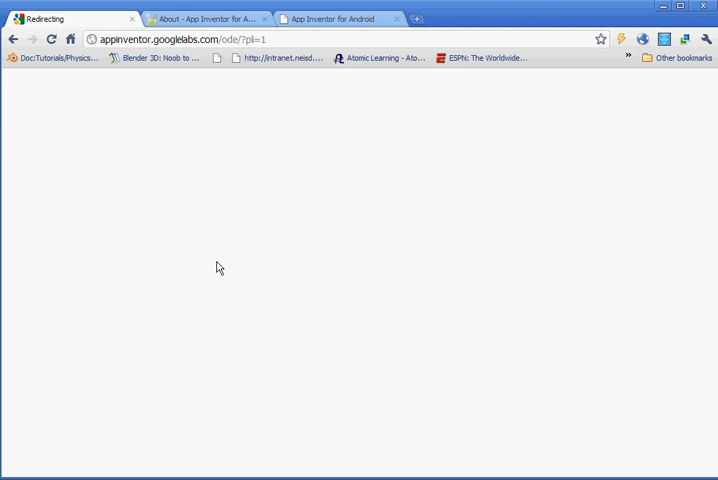 Redirecting
About - App Inventor for A...
App Inventor for Android
appinventor.googlelabs.com/ode/?pli=1
Doc:Tutorials/Physics...
Blender 3D: Noob to ...
http://intranet.neisd....
Atomic Learning - Ato...
ESPN: The Worldwide...
»
Other bookmarks